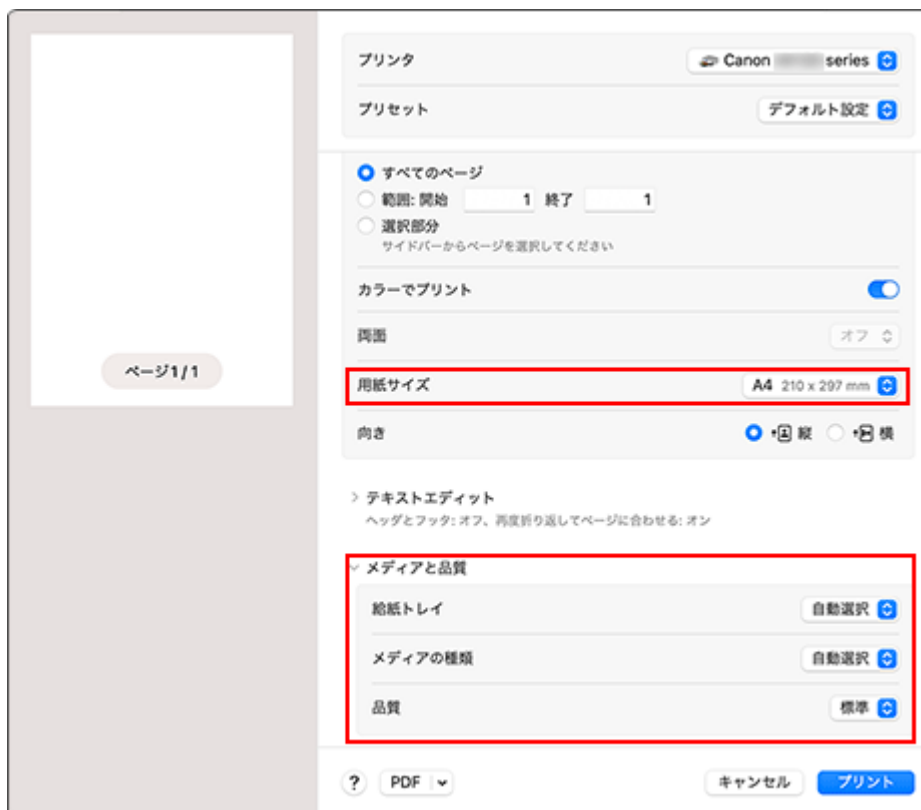 プリンタ Canon series
プリセット デフォルト設定
すべてのページ
範囲: 開始 1 終了 1
選択部分
サイドバーからページを選択してください
カラーでプリント
両面 オフ
ページ1/1
用紙サイズ A4 210 x 297 mm
向き 縦 横
テキストエディット
ヘッダとフッタ: オフ、再度折り返してページに合わせる: オン
メディアと品質
給紙トレイ 自動選択
メディアの種類 自動選択
品質 標準
? PDF キャンセル プリント